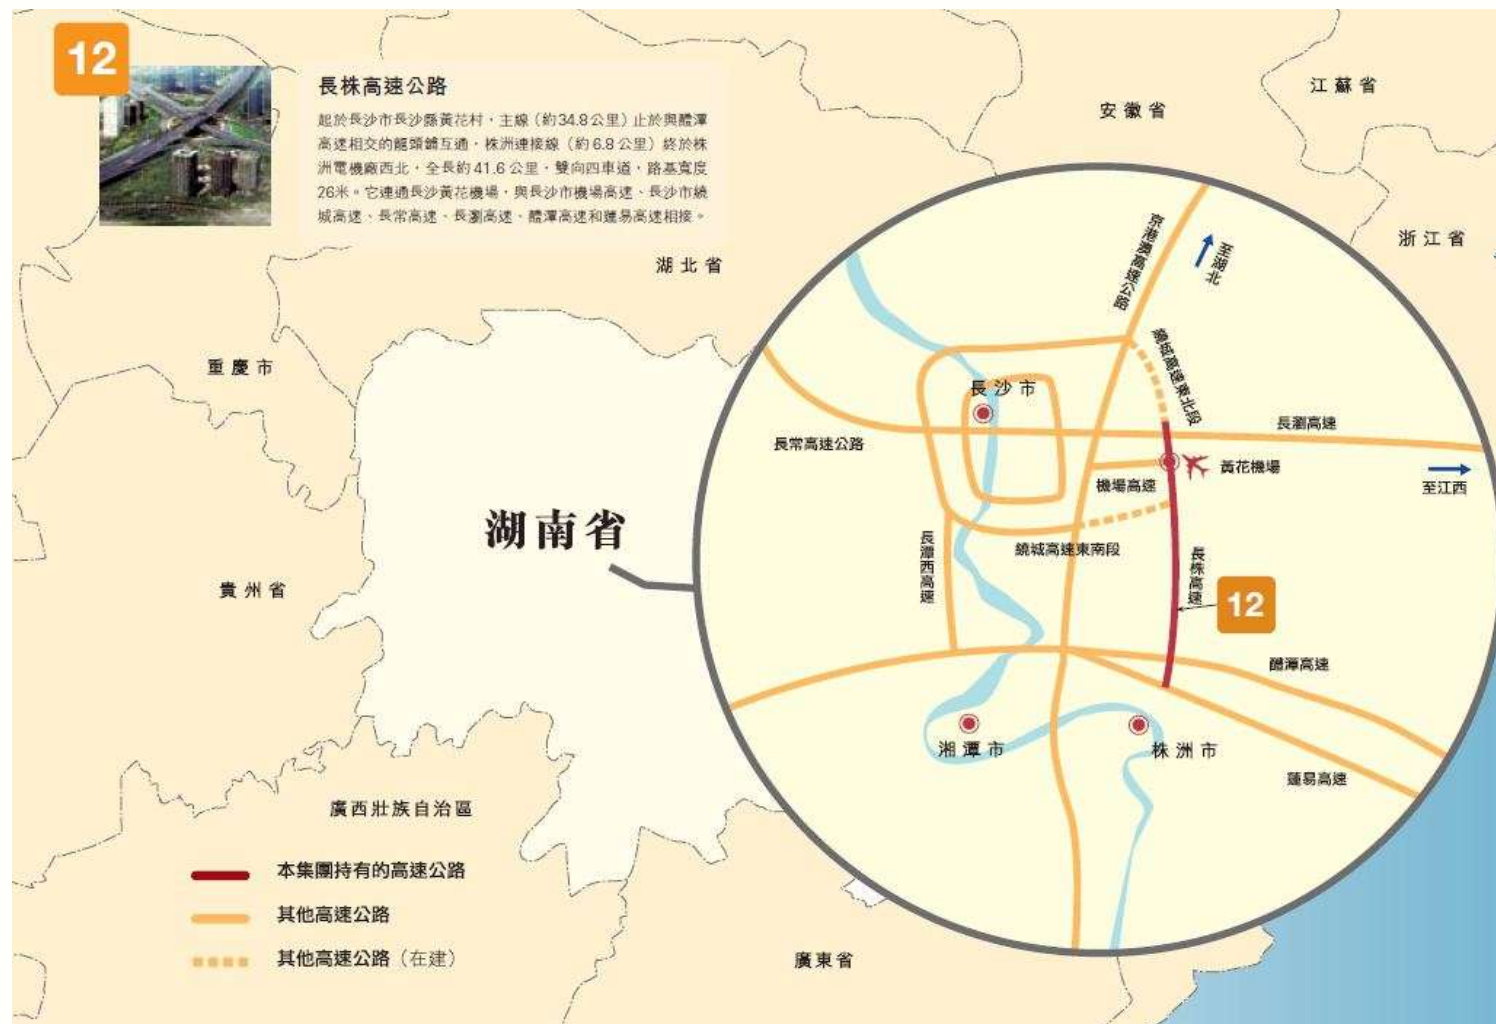 12
長株高速公路
起於長沙市長沙縣黃花村，主線（約34.8公里）止於與醴潭
高速相交的龍頭鋪互通，株洲連接線（約6.8公里）終於株
洲電機廠西北，全長約41.6公里，雙向四車道，路基寬度
26米。它連通長沙黃花機場，與長沙市機場高速、長沙市繞
城高速、長常高速、長瀏高速、醴潭高速和蓮易高速相接。
江蘇省
安徽省
浙江省
湖北省
重慶市
貴州省
湖南省
廣西壯族自治區
廣東省
京港澳高速公路
至湖北
繞城高速東北段
長沙市
長瀏高速
長常高速公路
黃花機場
機場高速
至江西
繞城高速東南段
長潭西高速
長株高速
12
醴潭高速
湘潭市
株洲市
蓮易高速
本集團持有的高速公路
其他高速公路
其他高速公路（在建）